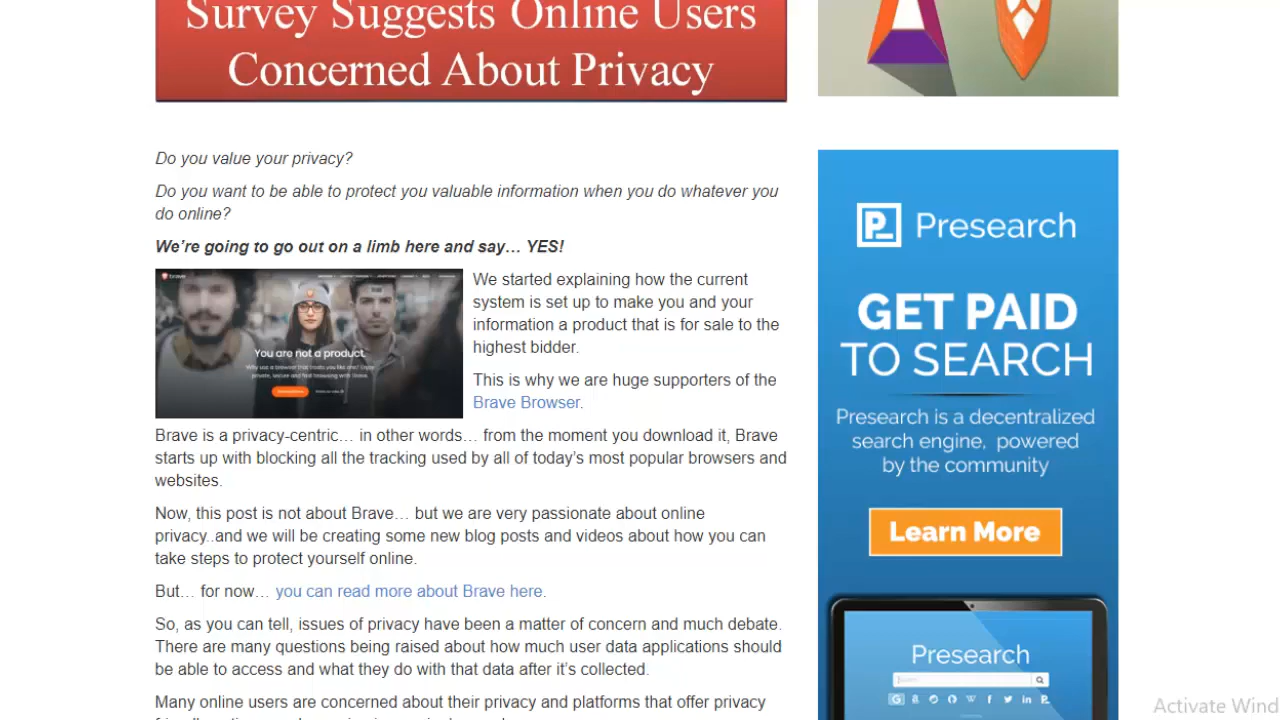 Survey Suggests Online Users
Concerned About Privacy
Do you value your privacy?
Do you want to be able to protect you valuable information when you do whatever you
do online?
We're going to go out on a limb here and say… YES!
brave
You are not a product.
We started explaining how the current
system is set up to make you and your
information a product that is for sale to the
highest bidder.
This is why we are huge supporters of the
Brave Browser.
Brave is a privacy-centric… in other words… from the moment you download it, Brave
starts up with blocking all the tracking used by all of today's most popular browsers and
websites.
Now, this post is not about Brave… but we are very passionate about online
privacy..and we will be creating some new blog posts and videos about how you can
take steps to protect yourself online.
But… for now… you can read more about Brave here.
So, as you can tell, issues of privacy have been a matter of concern and much debate.
There are many questions being raised about how much user data applications should
be able to access and what they do with that data after it's collected.
Many online users are concerned about their privacy and platforms that offer privacy
Presearch
GET PAID
TO SEARCH
Presearch is a decentralized
search engine, powered
by the community
Learn More
Presearch
Activate Wind